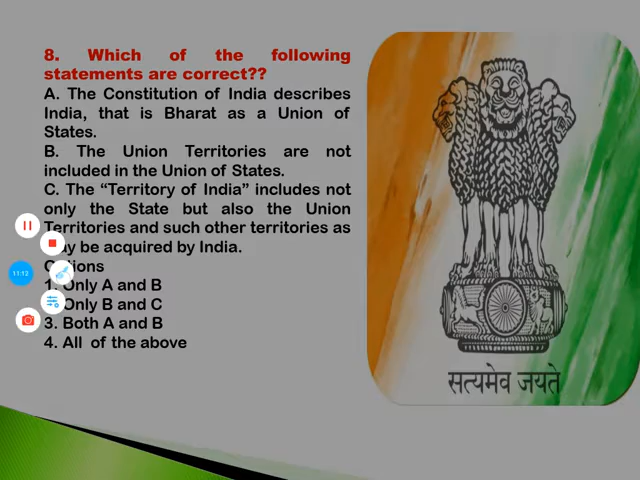 8. Which of the following
statements are correct??
A. The Constitution of India describes
India, that is Bharat as a Union of
States.
B. The Union Territories are not
included in the Union of States.
C. The “Territory of India” includes not
only the State but also the Union
Territories and such other territories as
be acquired by India.
11:12
1. Only A and B
Only B and C
3. Both A and B
4. All of the above
सत्यमेव जयते